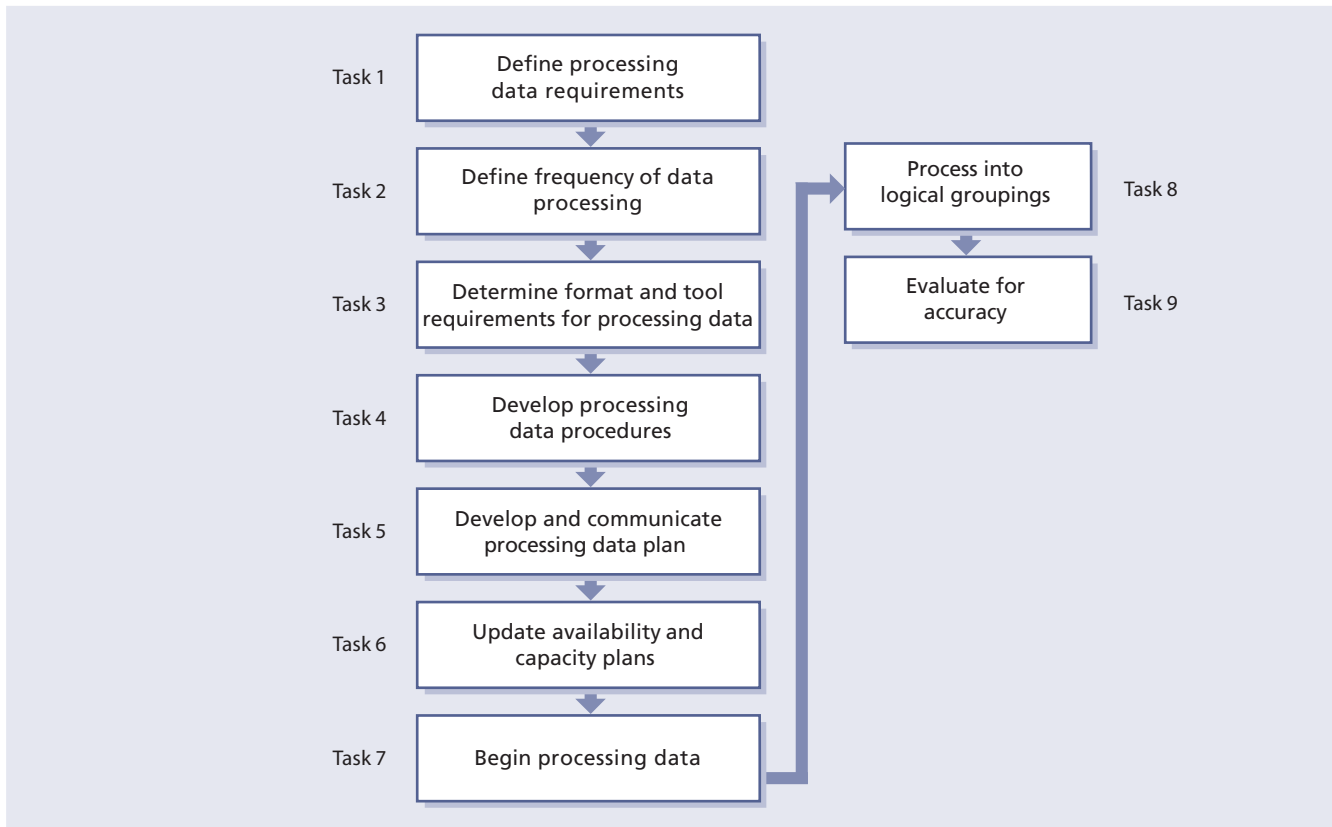 Task 1
Define processing
data requirements
Task 2
Define frequency of data
processing
Task 3
Determine format and tool
requirements for processing data
Task 4
Develop processing
data procedures
Task 5
Develop and communicate
processing data plan
Task 6
Update availability and
capacity plans
Task 7
Begin processing data
Process into
logical groupings
Task 8
Evaluate for
accuracy
Task 9